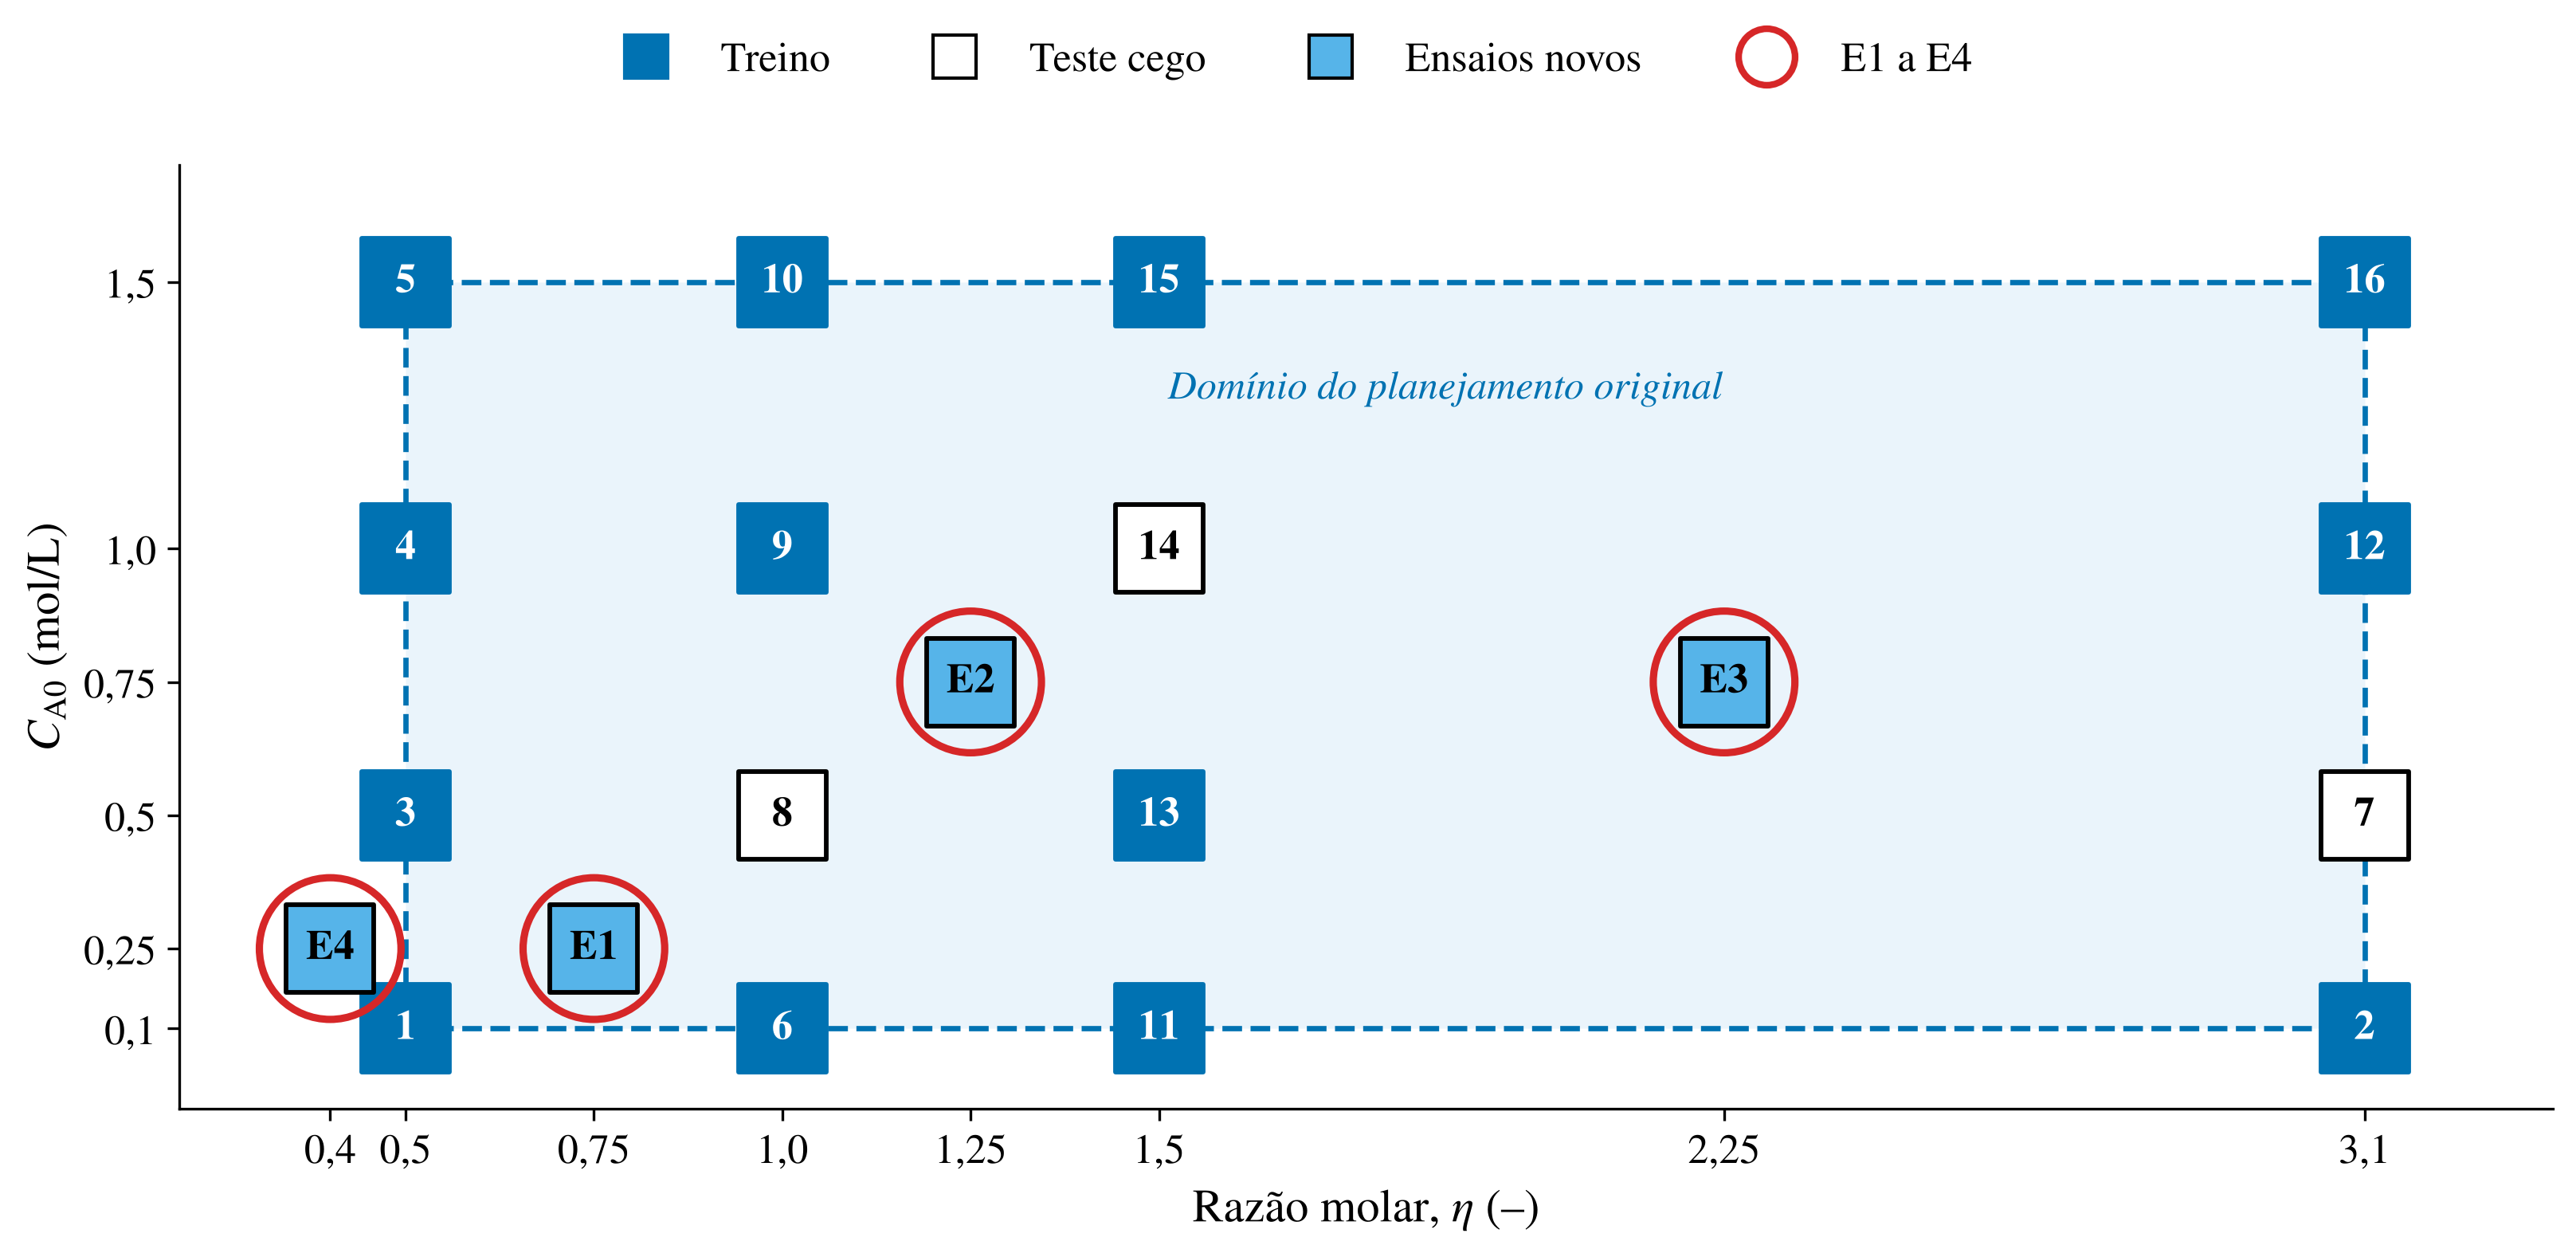 Treino Teste cego Ensaios novos E1 a E4
5 10 15 16
1,5
Domínio do planejamento original
4 9 14 12
1,0
E2 E3
0,75
3 8 13 7
0,5
E4 E1
0,25
1 6 11 2
0,1
C_A0 (mol/L)
0,4 0,5 0,75 1,0 1,25 1,5 2,25 3,1
Razão molar, η (–)